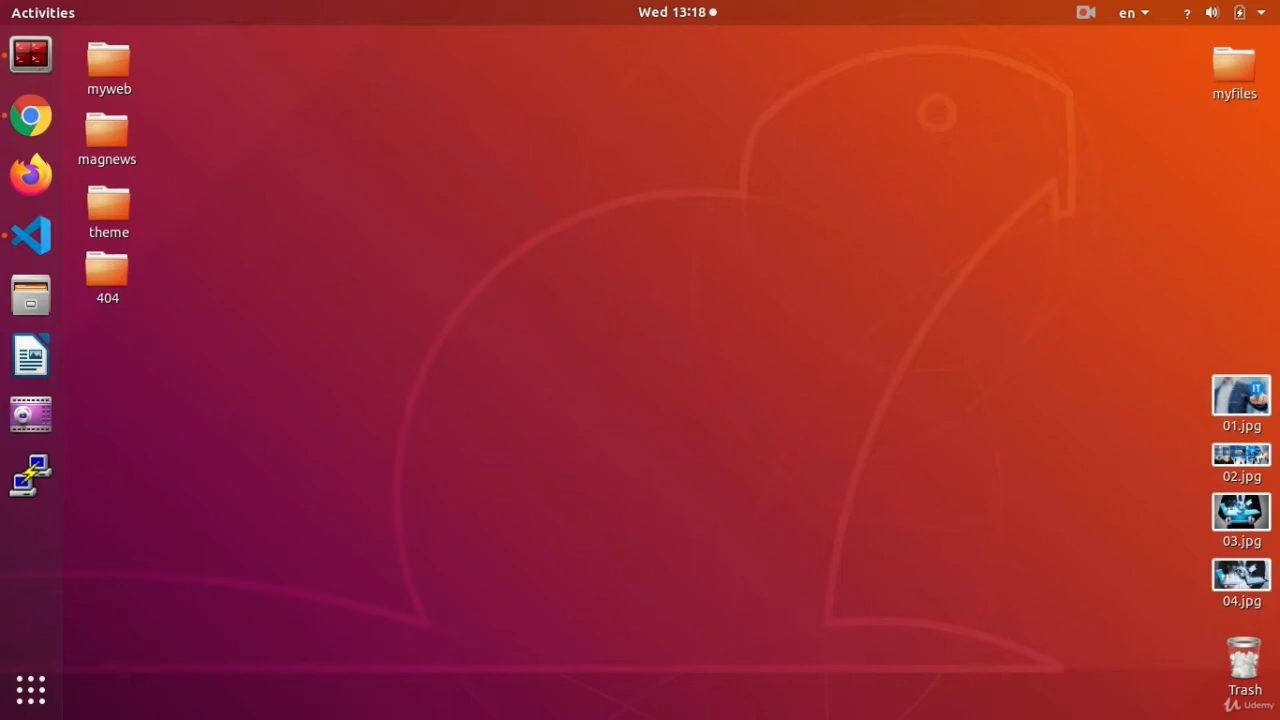 Activities
Wed 13:18
en
?
myweb
magnews
theme
404
myfiles
01.jpg
IT
02.jpg
03.jpg
04.jpg
Trash
Udemy